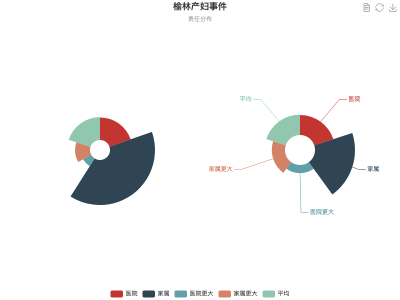 榆林产妇事件
责任分布
平均
医院
家属更大
家属
医院更大
医院 家属 医院更大 家属更大 平均